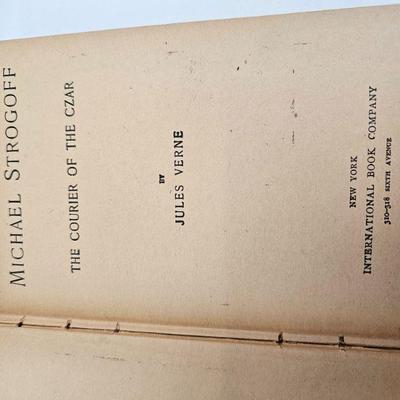 MICHAEL STROGOFF
THE COURIER OF THE CZAR
BY
JULES VERNE
NEW YORK
INTERNATIONAL BOOK COMPANY
310-318 SIXTH AVENUE